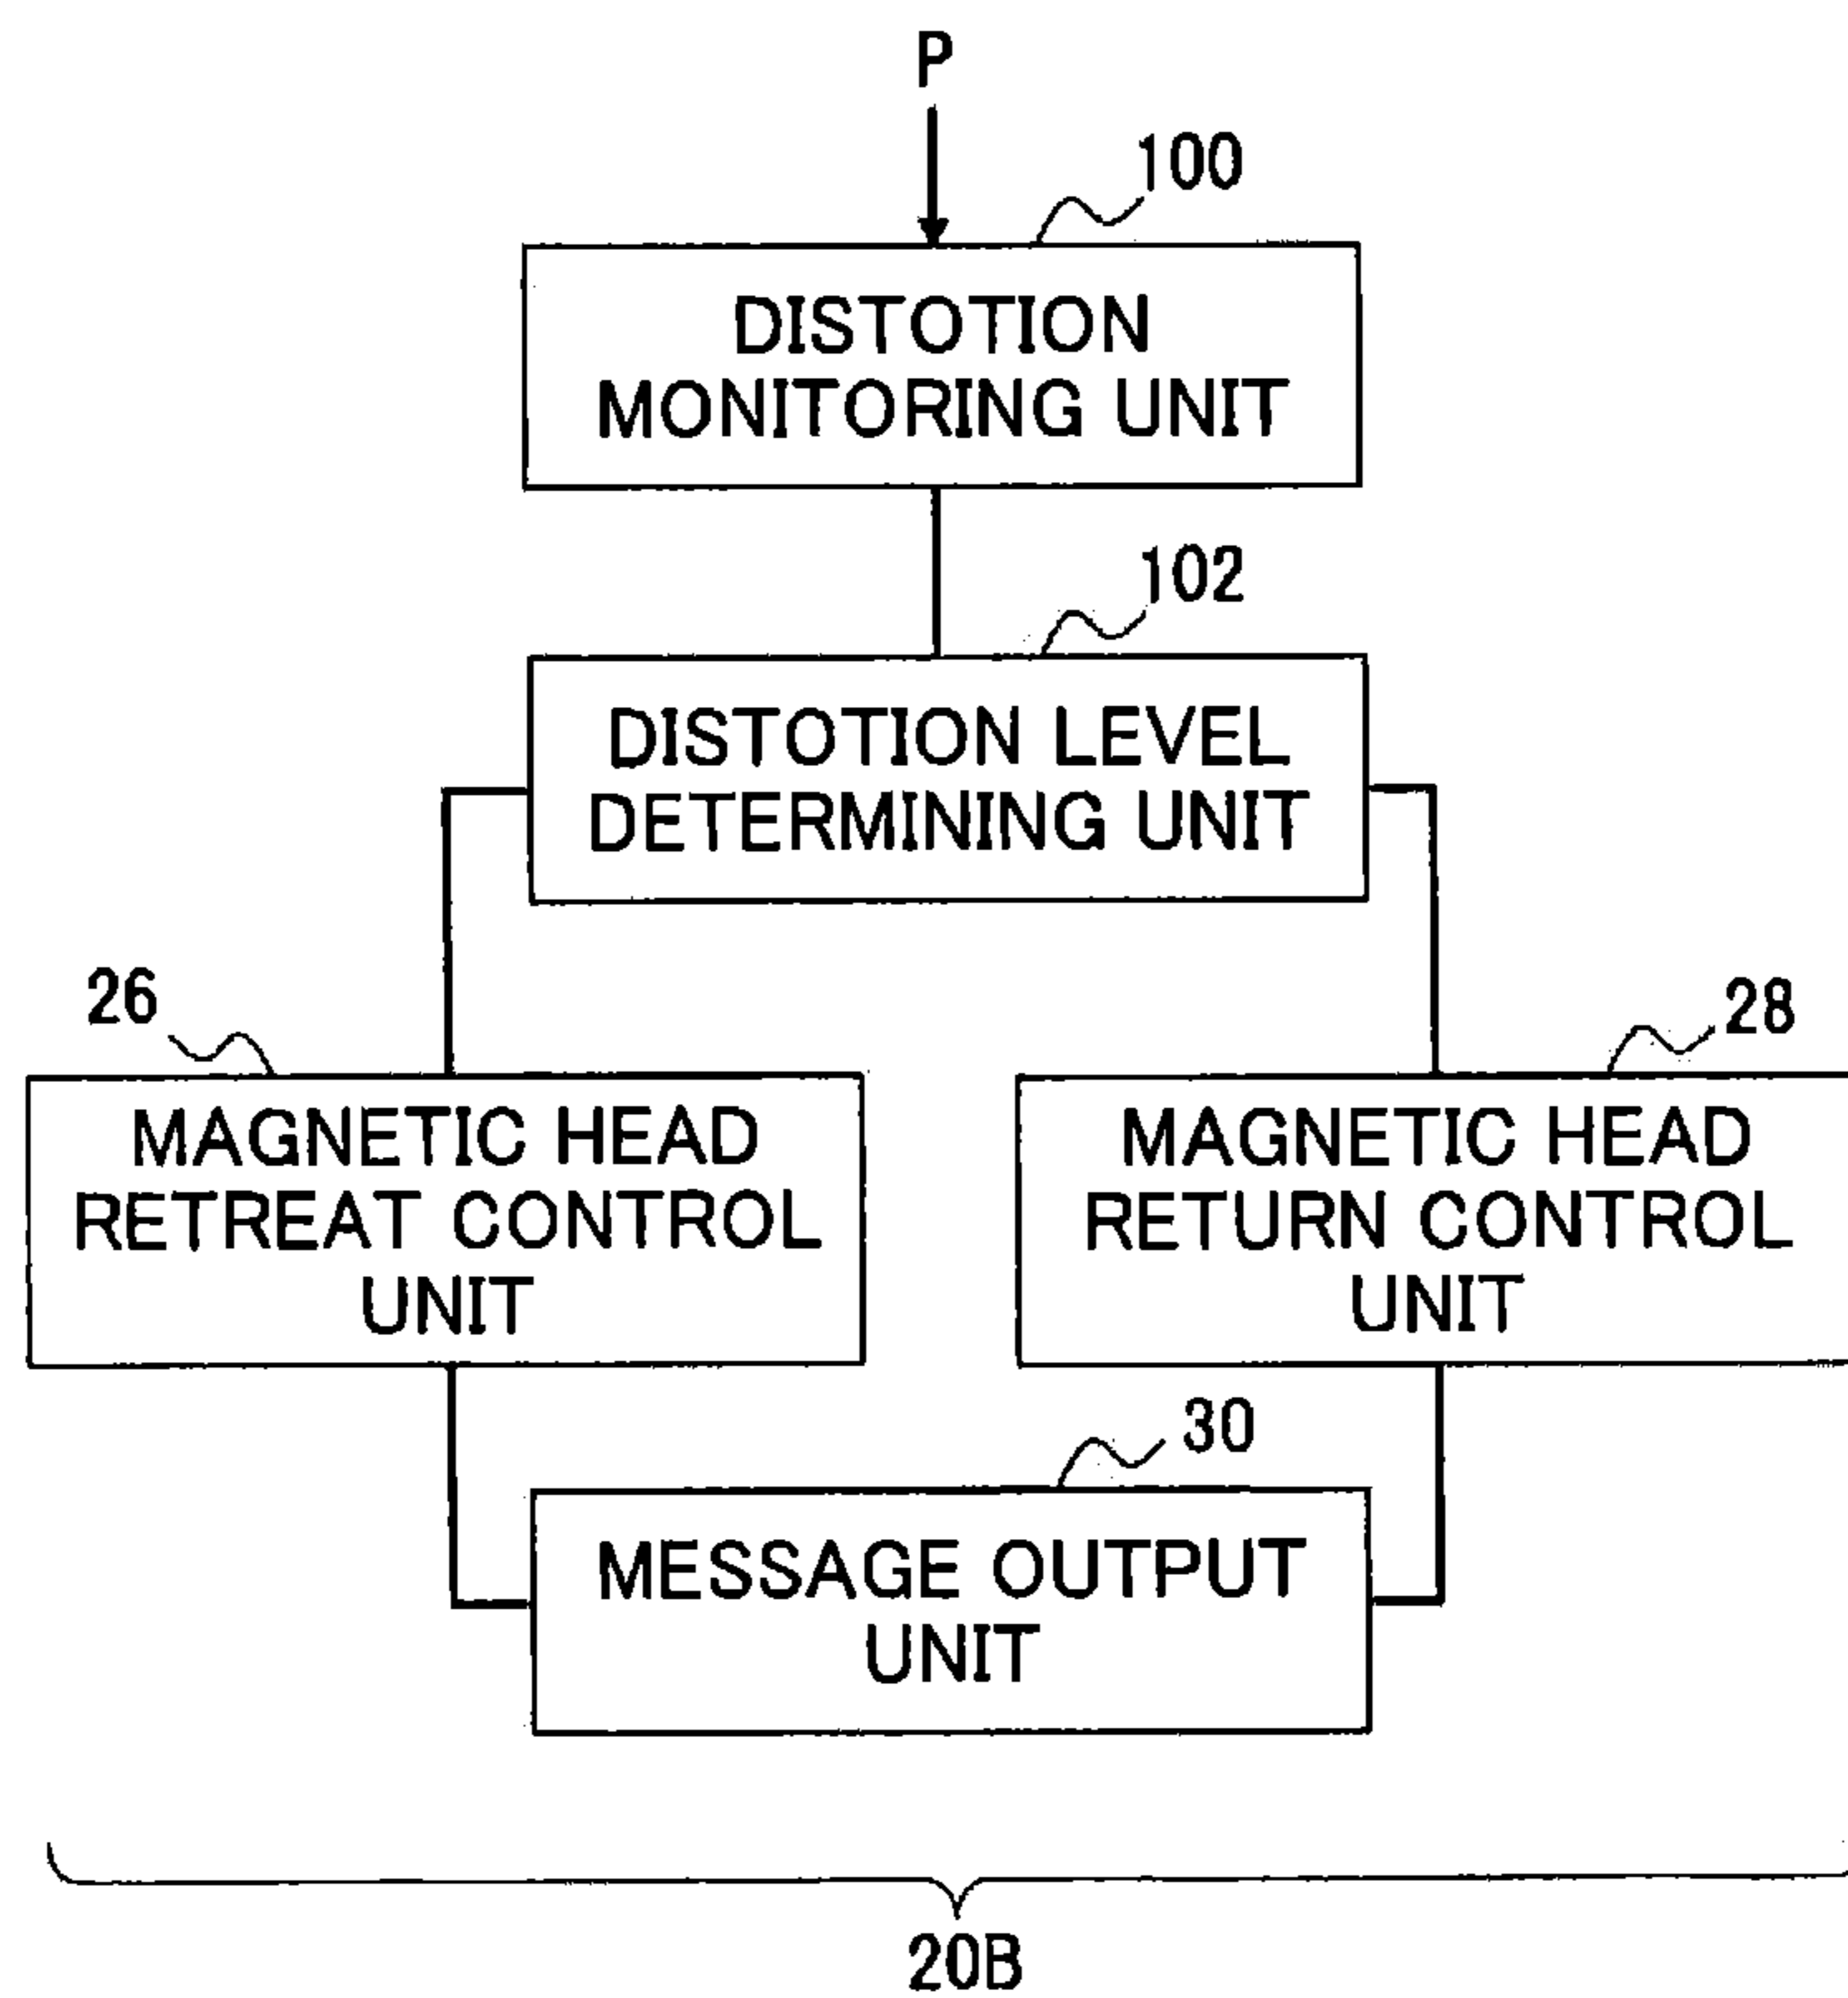 P
100
DISTOTION
MONITORING UNIT
102
DISTOTION LEVEL
DETERMINING UNIT
26
28
MAGNETIC HEAD
RETREAT CONTROL
UNIT
MAGNETIC HEAD
RETURN CONTROL
UNIT
30
MESSAGE OUTPUT
UNIT
20B